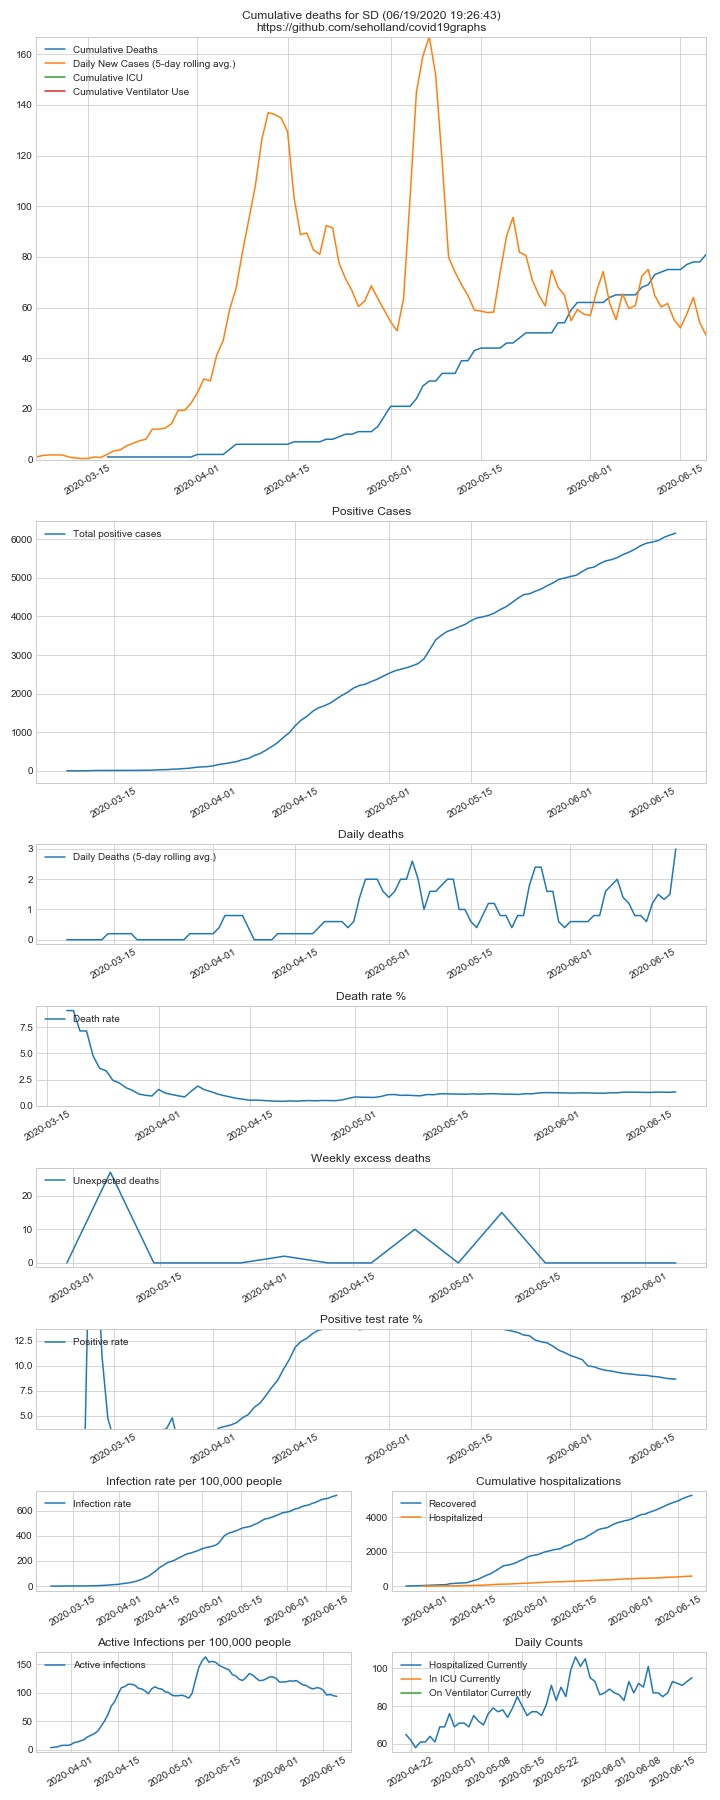 Cumulative deaths for SD (06/19/2020 19:26:43)
https://github.com/seholland/covid19graphs
Cumulative Deaths
Daily New Cases (5-day rolling avg.)
Cumulative ICU
Cumulative Ventilator Use
160
140
120
100
80
60
40
20
0
2020-03-15 2020-04-01 2020-04-15 2020-05-01 2020-05-15 2020-06-01 2020-06-15
Positive Cases
Total positive cases
6000
5000
4000
3000
2000
1000
0
2020-03-15 2020-04-01 2020-04-15 2020-05-01 2020-05-15 2020-06-01 2020-06-15
Daily deaths
Daily Deaths (5-day rolling avg.)
3
2
1
0
2020-03-15 2020-04-01 2020-04-15 2020-05-01 2020-05-15 2020-06-01 2020-06-15
Death rate %
Death rate
7.5
5.0
2.5
0.0
2020-03-15 2020-04-01 2020-04-15 2020-05-01 2020-05-15 2020-06-01 2020-06-15
Weekly excess deaths
Unexpected deaths
20
10
0
2020-03-01 2020-03-15 2020-04-01 2020-04-15 2020-05-01 2020-05-15 2020-06-01
Positive test rate %
Positive rate
12.5
10.0
7.5
5.0
2020-03-15 2020-04-01 2020-04-15 2020-05-01 2020-05-15 2020-06-01 2020-06-15
Infection rate per 100,000 people
Infection rate
600
400
200
0
2020-03-15 2020-04-01 2020-04-15 2020-05-01 2020-05-15 2020-06-01 2020-06-15
Cumulative hospitalizations
Recovered
Hospitalized
4000
2000
0
2020-04-01 2020-04-15 2020-05-01 2020-05-15 2020-06-01 2020-06-15
Active Infections per 100,000 people
Active infections
150
100
50
0
2020-04-01 2020-04-15 2020-05-01 2020-05-15 2020-06-01 2020-06-15
Daily Counts
Hospitalized Currently
In ICU Currently
On Ventilator Currently
100
80
60
2020-04-22 2020-05-01 2020-05-08 2020-05-15 2020-05-22 2020-06-01 2020-06-08 2020-06-15